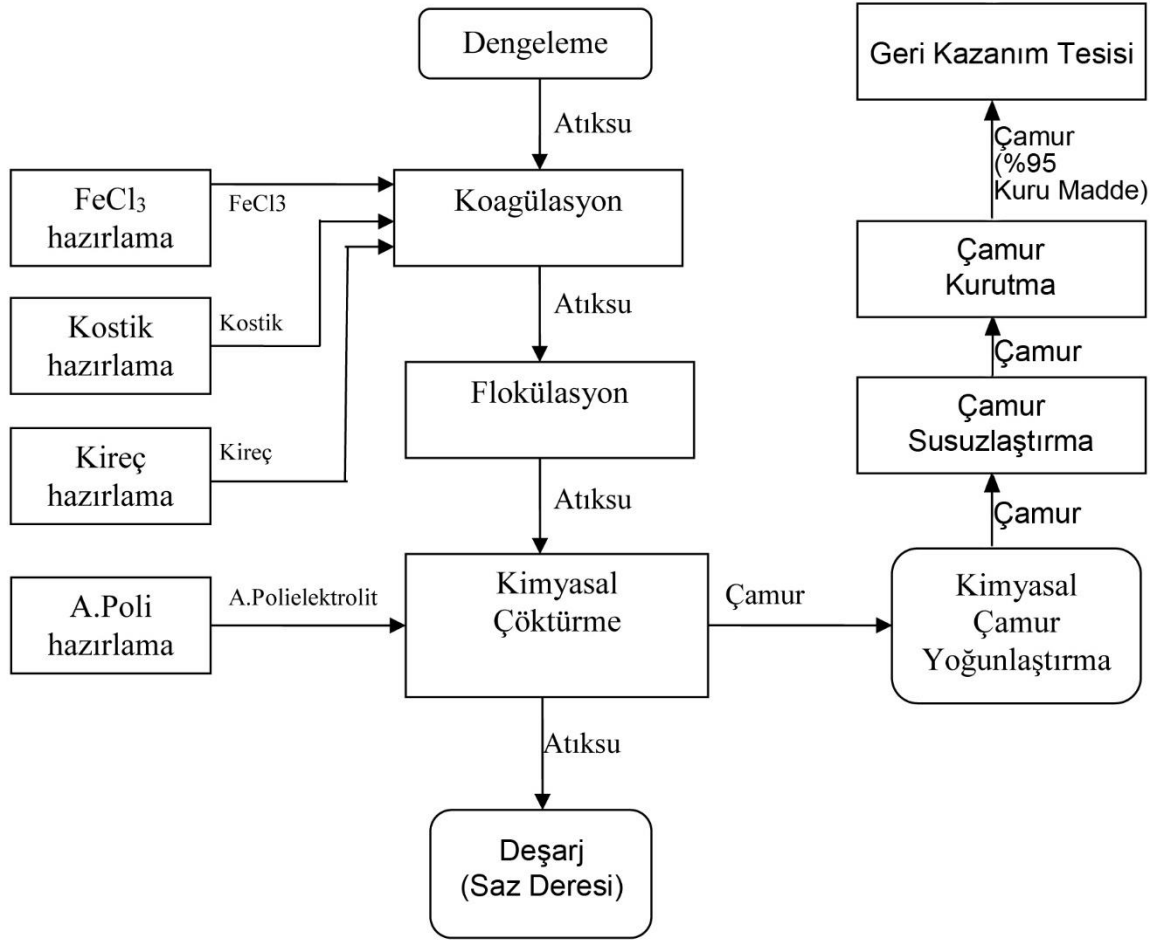 Dengeleme
Atıksu
FeCl₃
hazırlama
FeCl3
Koagülasyon
Kostik
hazırlama
Kostik
Atıksu
Flokülasyon
Kireç
hazırlama
Kireç
Atıksu
A.Poli
hazırlama
A.Polielektrolit
Kimyasal
Çöktürme
Çamur
Atıksu
Deşarj
(Saz Deresi)
Kimyasal
Çamur
Yoğunlaştırma
Çamur
Çamur
Susuzlaştırma
Çamur
Çamur
Kurutma
Çamur
(%95
Kuru Madde)
Geri Kazanım Tesisi